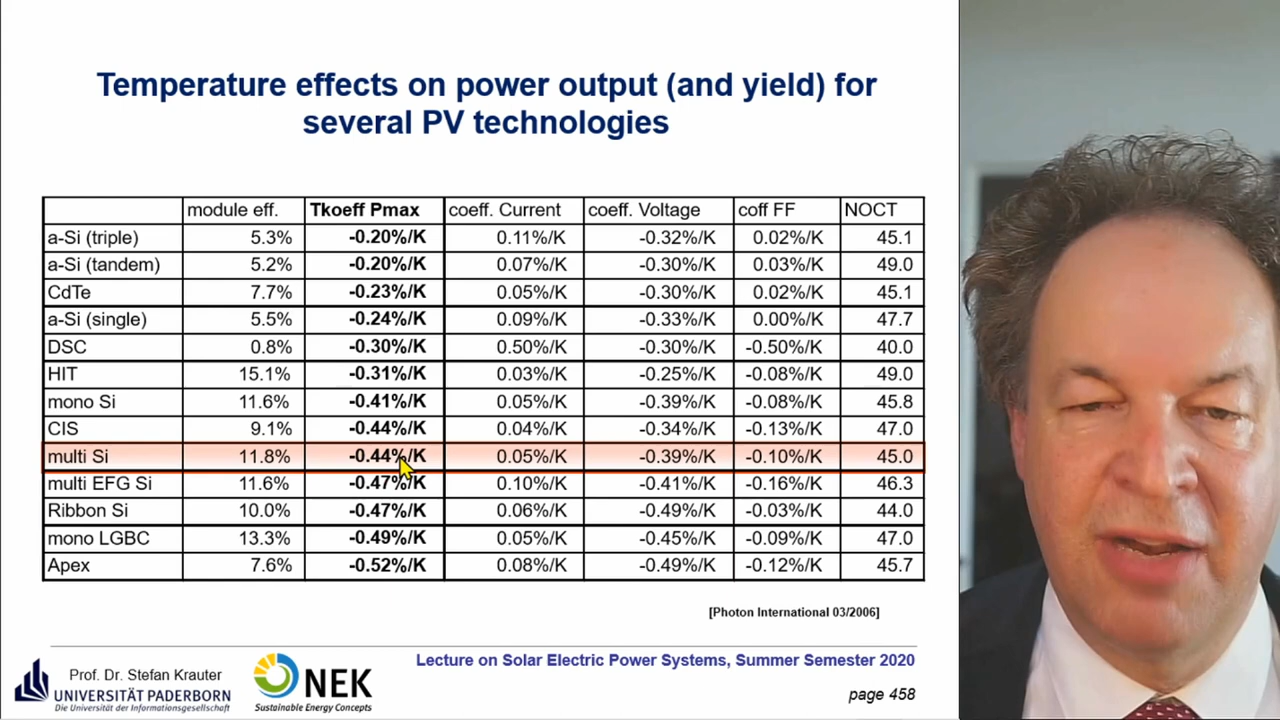 Temperature effects on power output (and yield) for
several PV technologies
module eff. Tkoeff Pmax coeff. Current coeff. Voltage coff FF NOCT
a-Si (triple) 5.3% -0.20%/K 0.11%/K -0.32%/K 0.02%/K 45.1
a-Si (tandem) 5.2% -0.20%/K 0.07%/K -0.30%/K 0.03%/K 49.0
CdTe 7.7% -0.23%/K 0.05%/K -0.30%/K 0.02%/K 45.1
a-Si (single) 5.5% -0.24%/K 0.09%/K -0.33%/K 0.00%/K 47.7
DSC 0.8% -0.30%/K 0.50%/K -0.30%/K -0.50%/K 40.0
HIT 15.1% -0.31%/K 0.03%/K -0.25%/K -0.08%/K 49.0
mono Si 11.6% -0.41%/K 0.05%/K -0.39%/K -0.08%/K 45.8
CIS 9.1% -0.44%/K 0.04%/K -0.34%/K -0.13%/K 47.0
multi Si 11.8% -0.44%/K 0.05%/K -0.39%/K -0.10%/K 45.0
multi EFG Si 11.6% -0.47%/K 0.10%/K -0.41%/K -0.16%/K 46.3
Ribbon Si 10.0% -0.47%/K 0.06%/K -0.49%/K -0.03%/K 44.0
mono LGBC 13.3% -0.49%/K 0.05%/K -0.45%/K -0.09%/K 47.0
Apex 7.6% -0.52%/K 0.08%/K -0.49%/K -0.12%/K 45.7
[Photon International 03/2006]
Prof. Dr. Stefan Krauter
UNIVERSITÄT PADERBORN
Die Universität der Informationsgesellschaft
NEK
Sustainable Energy Concepts
Lecture on Solar Electric Power Systems, Summer Semester 2020
page 458